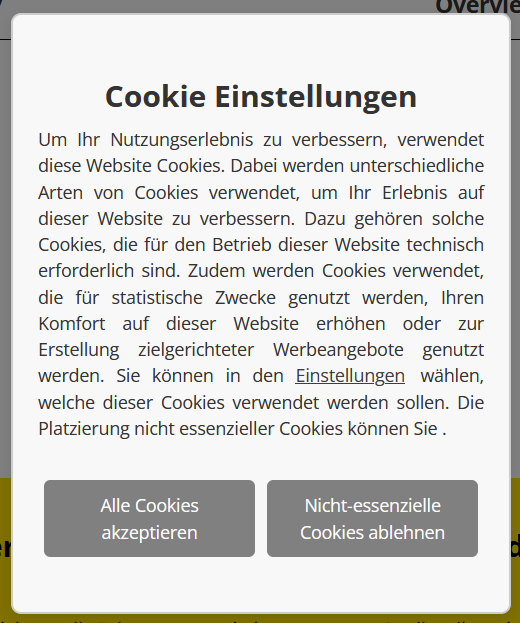 Overvie
Cookie Einstellungen
Um Ihr Nutzungserlebnis zu verbessern, verwendet
diese Website Cookies. Dabei werden unterschiedliche
Arten von Cookies verwendet, um Ihr Erlebnis auf
dieser Website zu verbessern. Dazu gehören solche
Cookies, die für den Betrieb dieser Website technisch
erforderlich sind. Zudem werden Cookies verwendet,
die für statistische Zwecke genutzt werden, Ihren
Komfort auf dieser Website erhöhen oder zur
Erstellung zielgerichteter Werbeangebote genutzt
werden. Sie können in den Einstellungen wählen,
welche dieser Cookies verwendet werden sollen. Die
Platzierung nicht essenzieller Cookies können Sie .
Alle Cookies
akzeptieren
Nicht-essenzielle
Cookies ablehnen